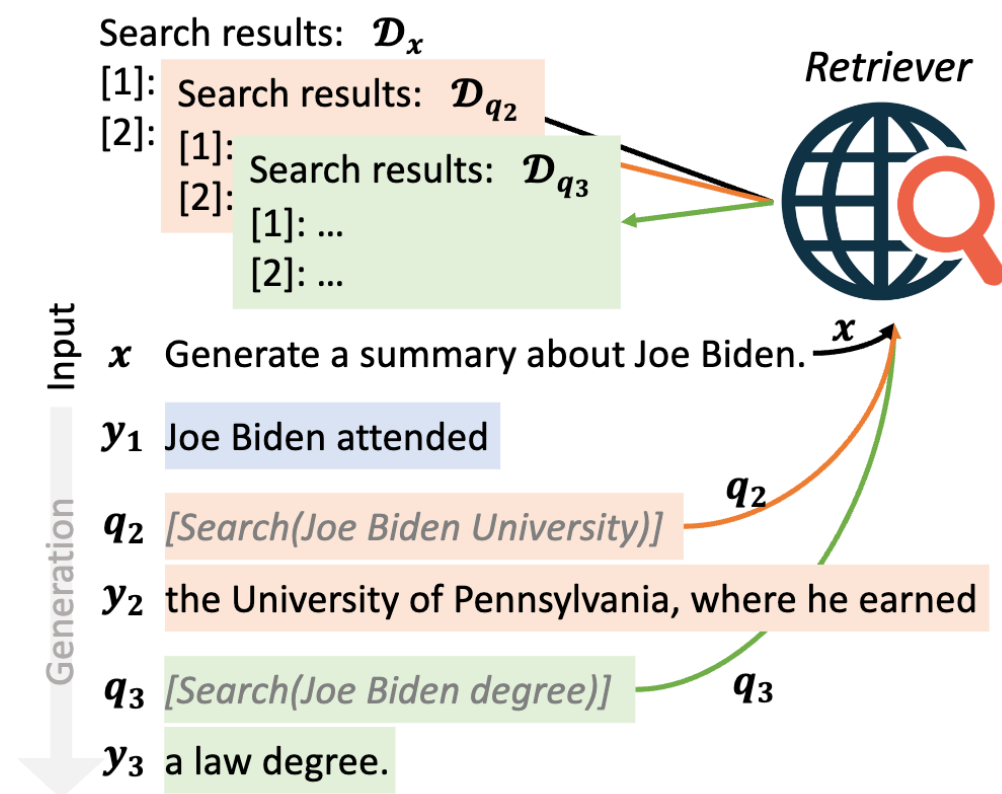 Search results: 𝒟ₓ
[1]:
[2]:
Search results: 𝒟q₂
[1]:
[2]:
Search results: 𝒟q₃
[1]: ...
[2]: ...
Retriever
Input
x Generate a summary about Joe Biden.
x
Generation
y₁ Joe Biden attended
q₂ [Search(Joe Biden University)]
q₂
y₂ the University of Pennsylvania, where he earned
q₃ [Search(Joe Biden degree)]
q₃
y₃ a law degree.